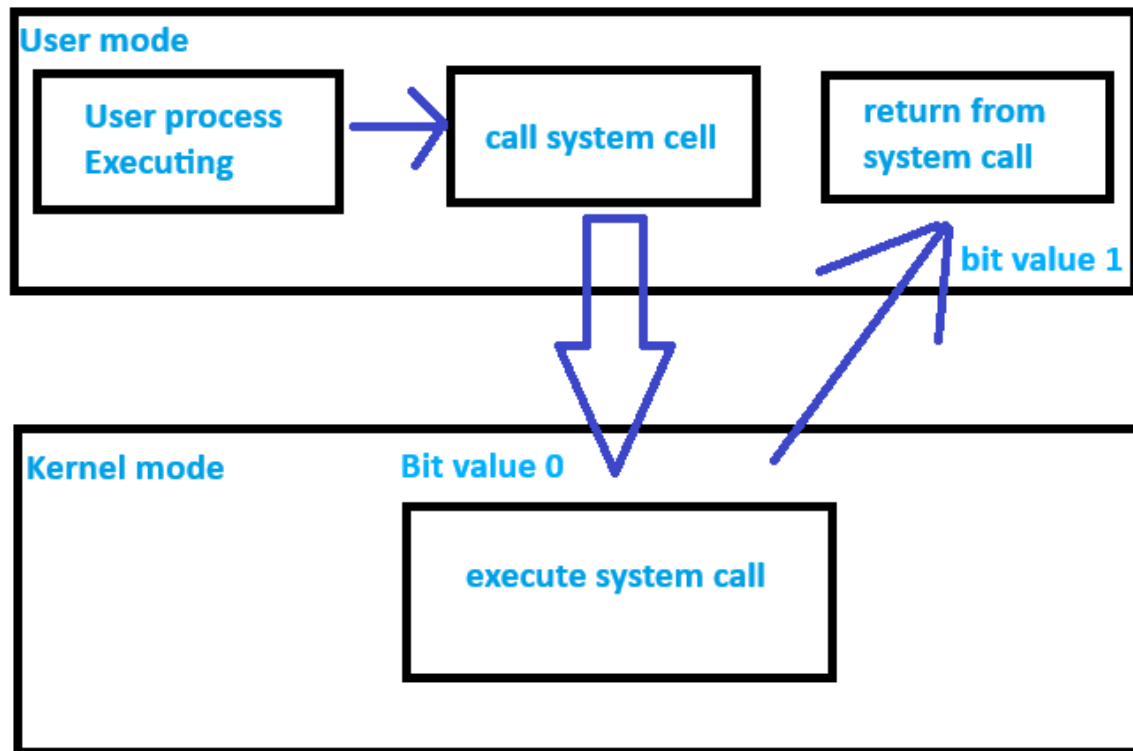 User mode
User process
Executing
call system cell
return from
system call
bit value 1
Kernel mode
Bit value 0
execute system call